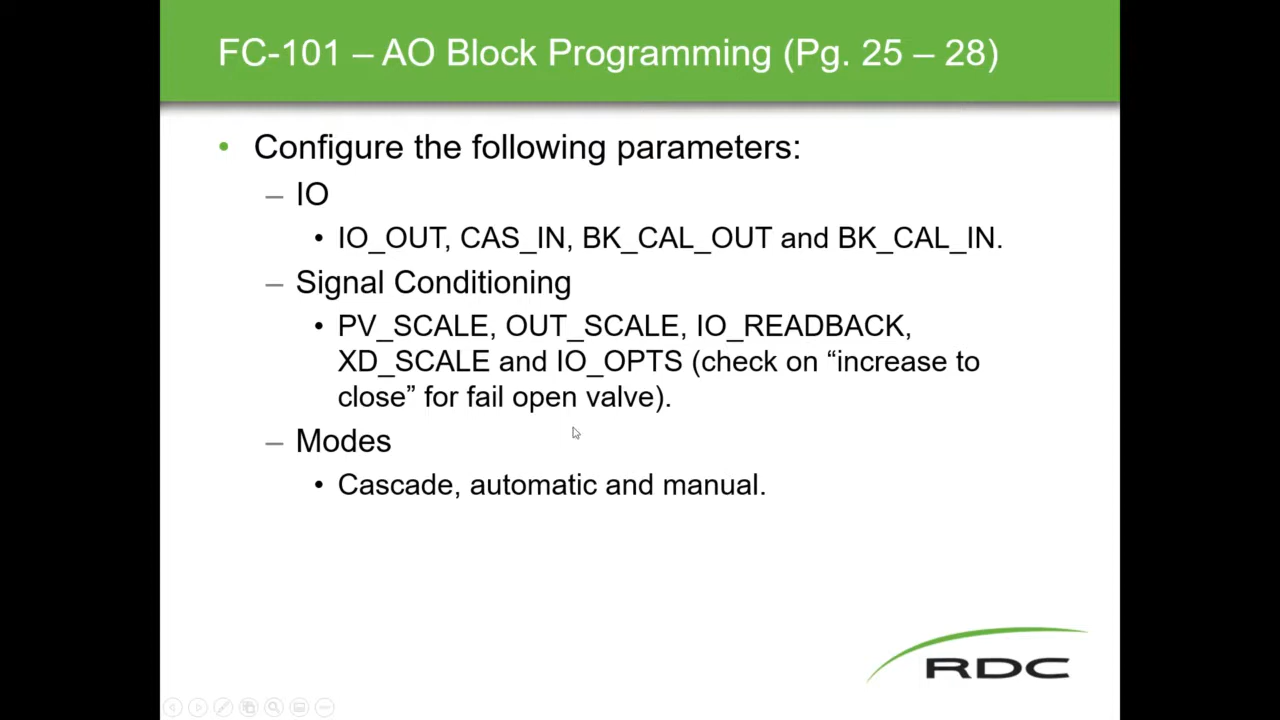 FC-101 – AO Block Programming (Pg. 25 – 28)
• Configure the following parameters:
– IO
• IO_OUT, CAS_IN, BK_CAL_OUT and BK_CAL_IN.
– Signal Conditioning
• PV_SCALE, OUT_SCALE, IO_READBACK,
XD_SCALE and IO_OPTS (check on “increase to
close” for fail open valve).
– Modes
• Cascade, automatic and manual.
RDC